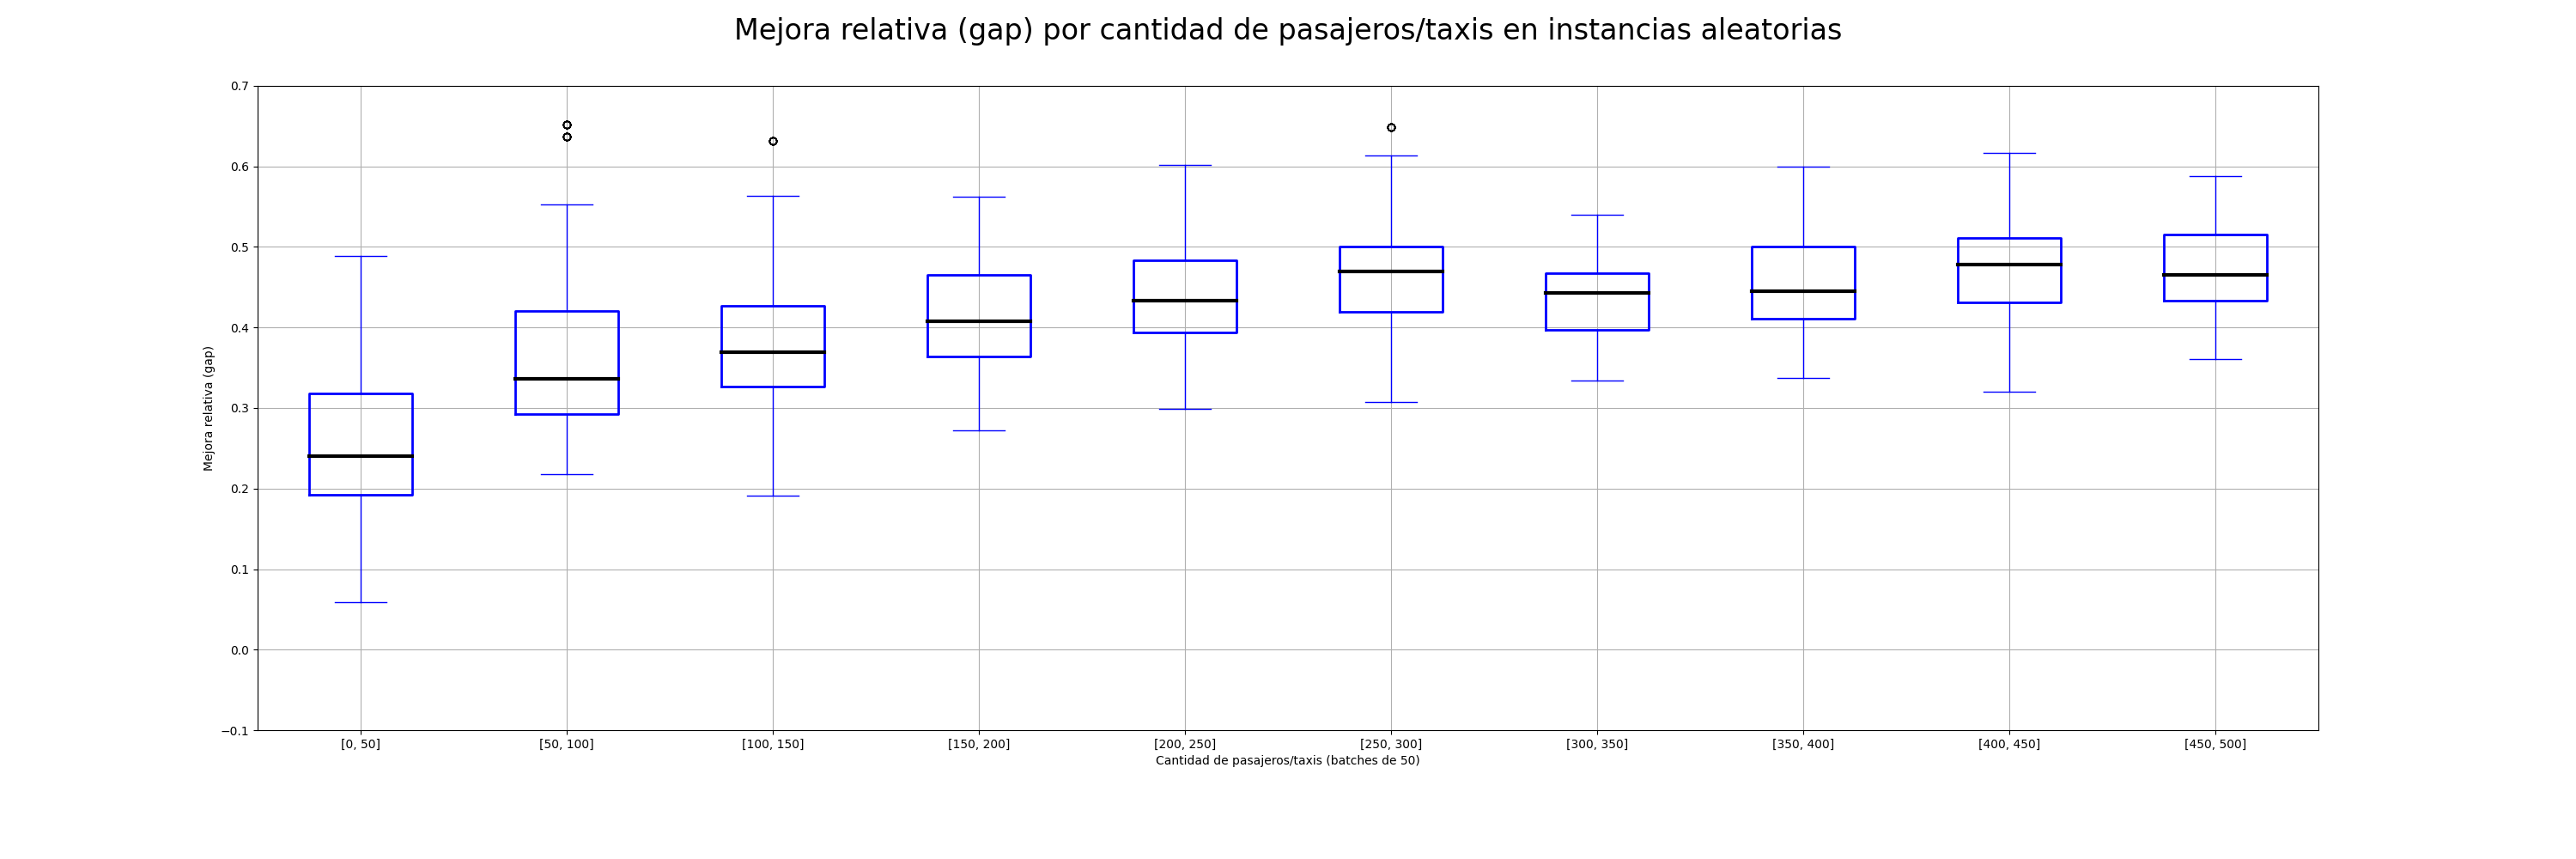 Mejora relativa (gap) por cantidad de pasajeros/taxis en instancias aleatorias
0.7
0.6
0.5
0.4
0.3
0.2
0.1
0.0
−0.1
Mejora relativa (gap)
[0, 50] [50, 100] [100, 150] [150, 200] [200, 250] [250, 300] [300, 350] [350, 400] [400, 450] [450, 500]
Cantidad de pasajeros/taxis (batches de 50)